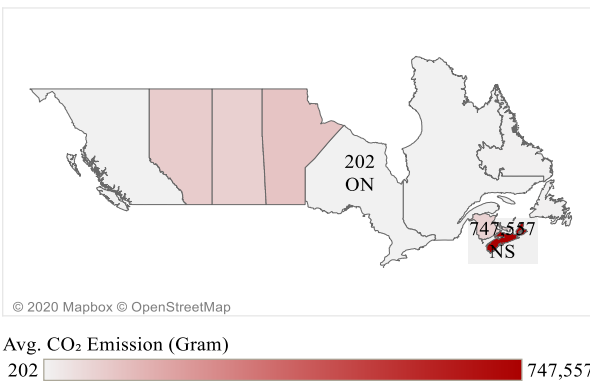 202
ON
747,557
NS
© 2020 Mapbox © OpenStreetMap
Avg. CO₂ Emission (Gram)
202 747,557